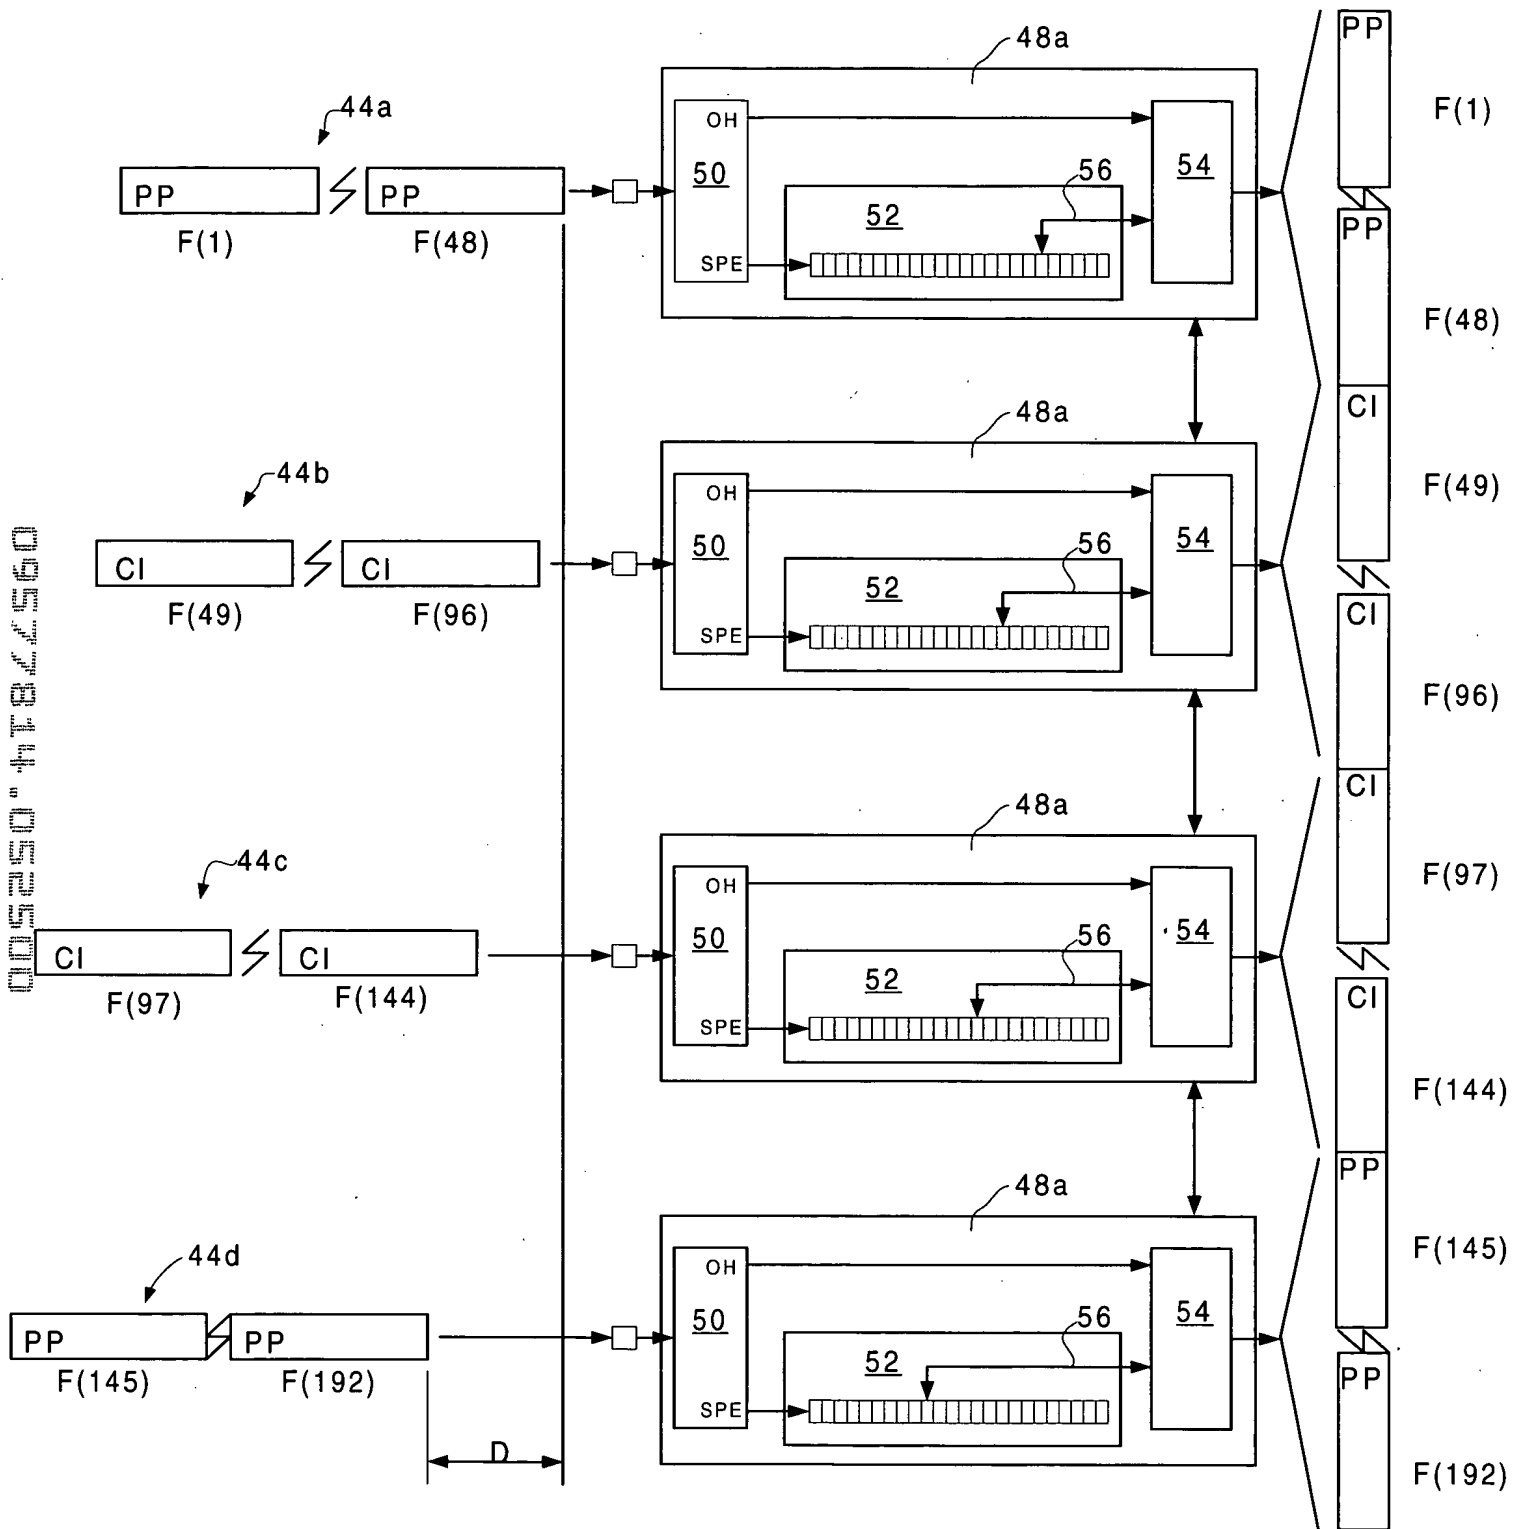 48a
PP
F(1)
44a
OH
50
54
56
PP
PP
52
PP
F(1)
F(48)
SPE
F(48)
48a
CI
44b
OH
F(49)
50
54
56
CI
CI
52
CI
F(49)
F(96)
SPE
F(96)
09577814.052500
48a
CI
44c
OH
F(97)
50
54
56
CI
CI
52
CI
F(97)
F(144)
SPE
F(144)
48a
PP
44d
OH
F(145)
50
54
56
PP
PP
52
PP
F(145)
F(192)
SPE
D
F(192)